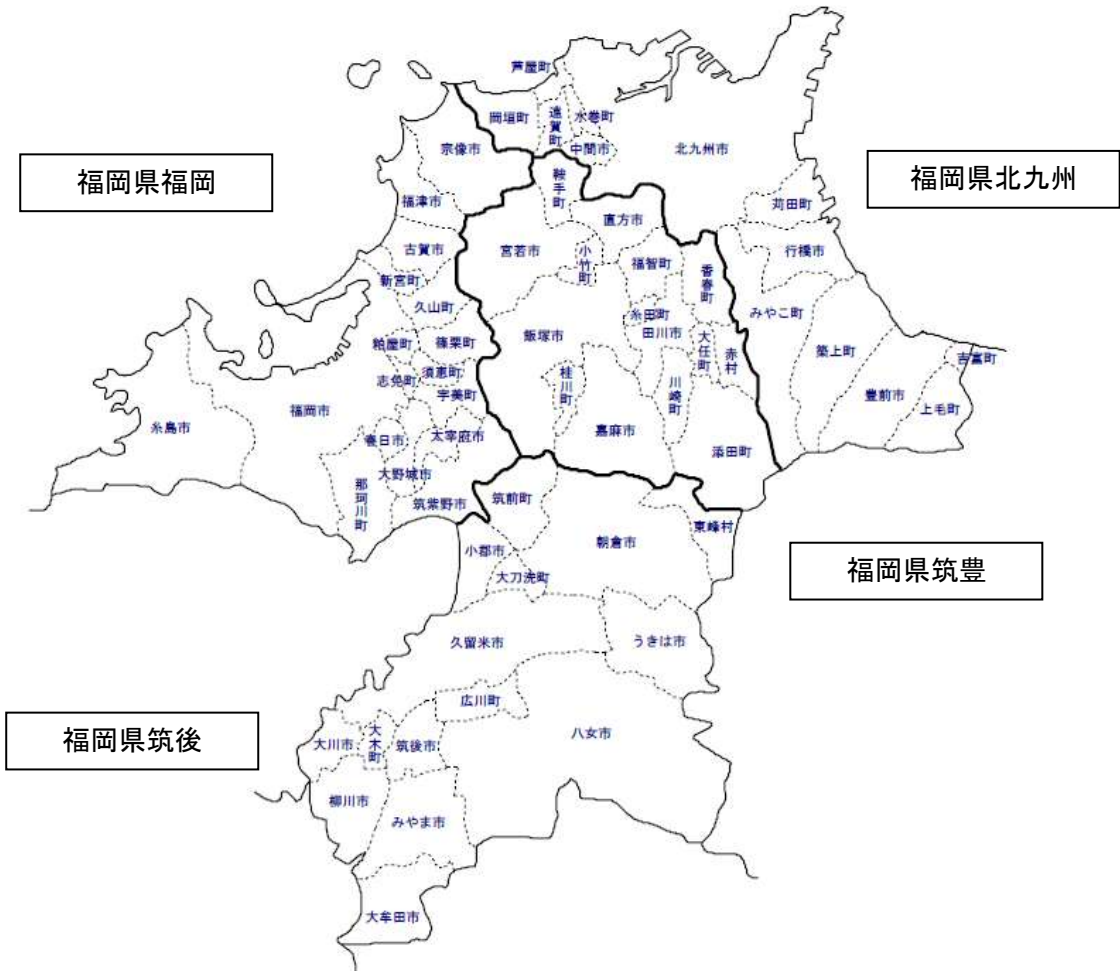 芦屋町
岡垣町
遠賀町
水巻町
中間市
北九州市
宗像市
福岡県福岡
福岡県北九州
鞍手町
福津市
直方市
苅田町
古賀市
宮若市
小竹町
福智町
香春町
行橋市
新宮町
久山町
糸田町
みやこ町
飯塚市
田川市
大任町
赤村
粕屋町
篠栗町
築上町
吉富町
志免町
須恵町
宇美町
桂川町
川崎町
豊前市
上毛町
福岡市
糸島市
春日市
太宰府市
嘉麻市
添田町
大野城市
那珂川町
筑紫野市
筑前町
東峰村
小郡市
朝倉市
大刀洗町
福岡県筑豊
久留米市
うきは市
広川町
福岡県筑後
大川市
大木町
筑後市
八女市
柳川市
みやま市
大牟田市